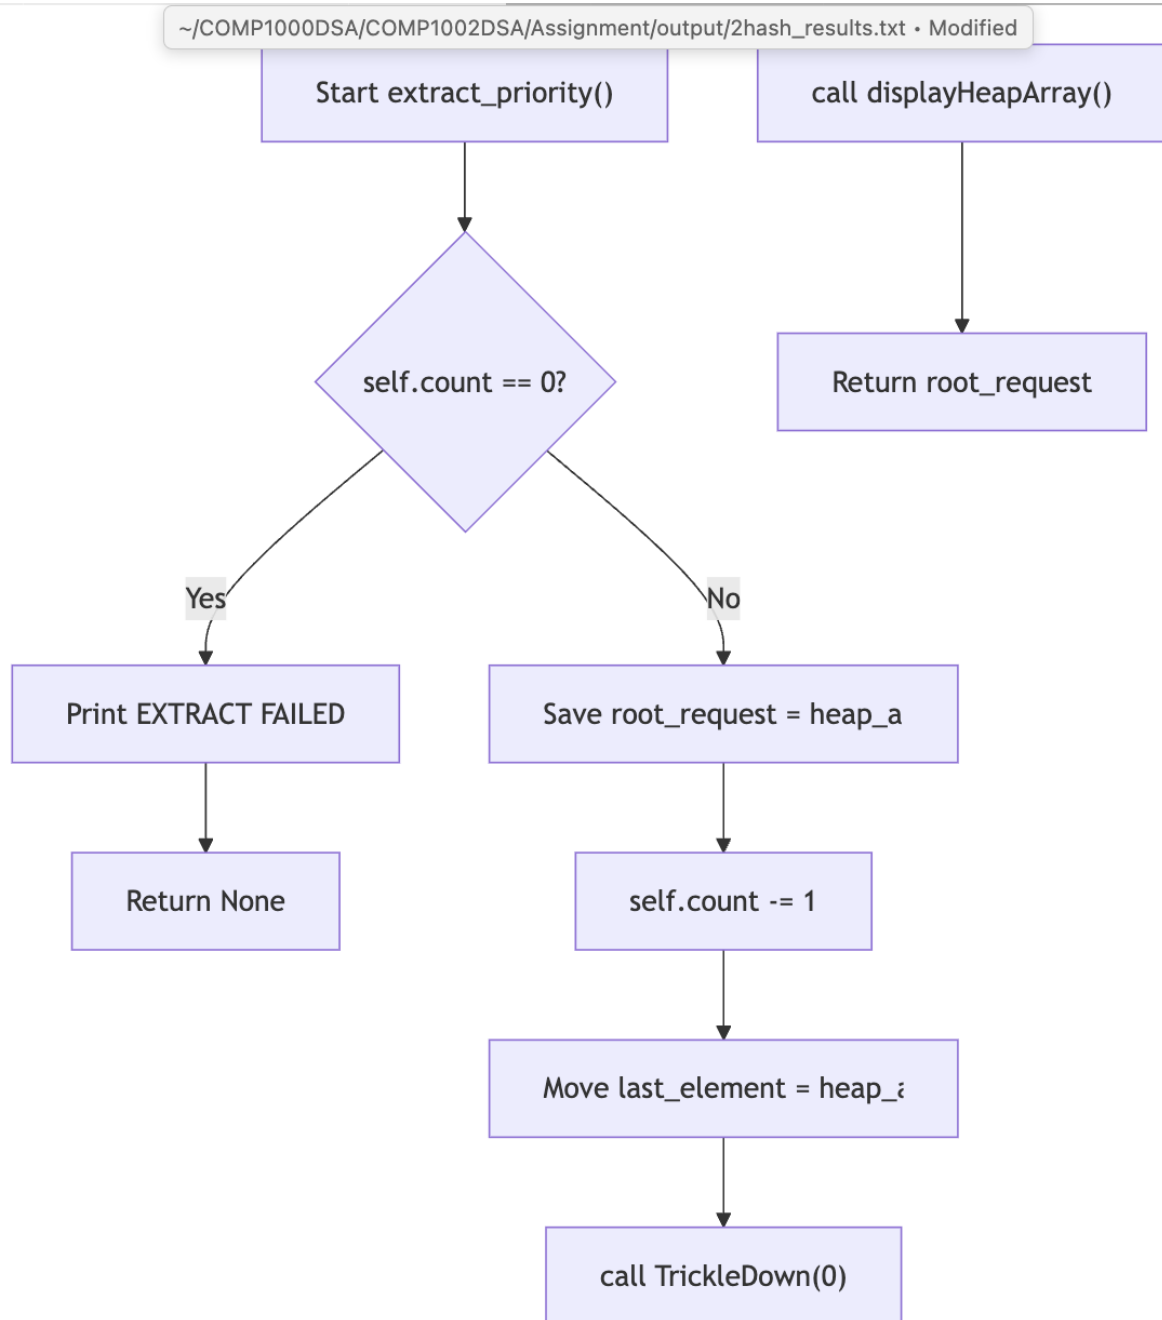 ~/COMP1000DSA/COMP1002DSA/Assignment/output/2hash_results.txt • Modified
Start extract_priority()
call displayHeapArray()
self.count == 0?
Return root_request
Yes
No
Print EXTRACT FAILED
Save root_request = heap_a
Return None
self.count -= 1
Move last_element = heap_a
call TrickleDown(0)